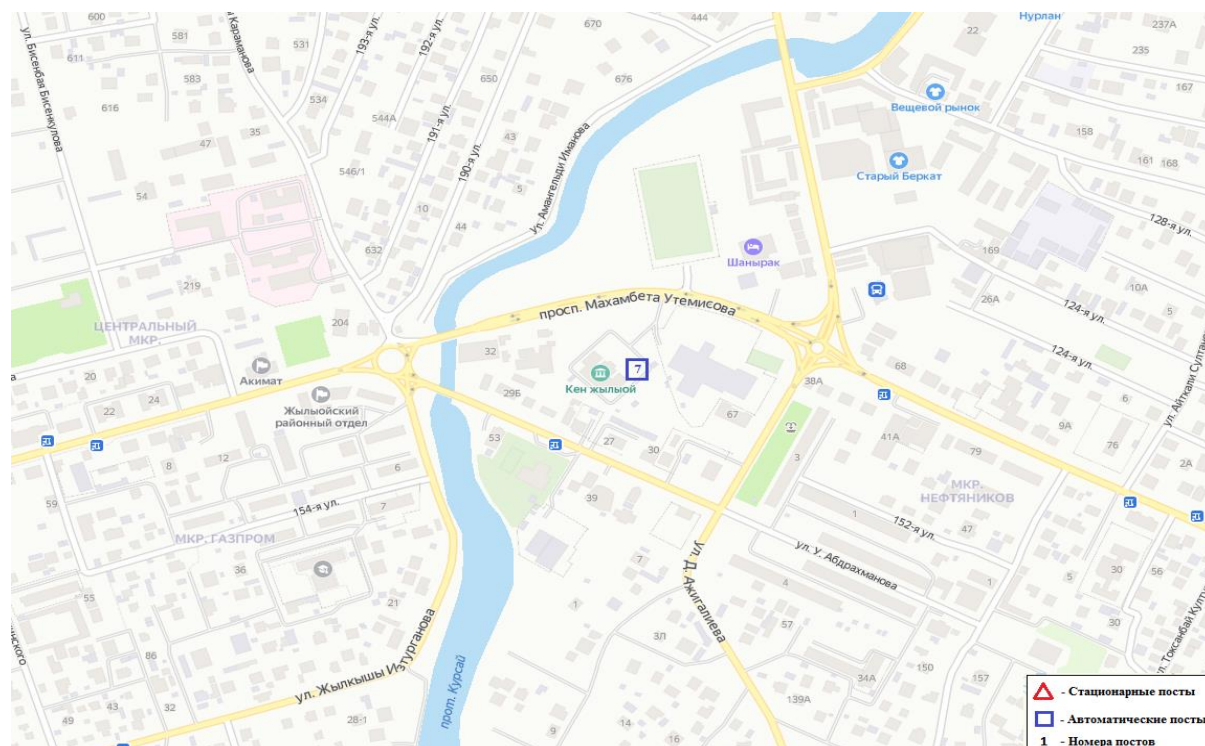 600
581
531
193-я ул.
192-я ул.
670
444
Нурлан
22
237А
235
611
583
534
650
676
167
ул. Бисенбая Бисенкулова
616
35
544А
191-я ул.
43
Вещевой рынок
158
47
546/1
190-я ул.
ул. Амангельди Иманова
161
168
54
5
Старый Беркат
10
128-я ул.
44
632
Шанырак
169
219
26А
10А
124-я ул.
5
просп. Махамбета Утемисова
ЦЕНТРАЛЬНЫЙ
МКР.
204
32
7
68
124-я ул.
20
Акимат
Кен жылыой
38А
6
22
24
Жылыойский
районный отдел
29Б
67
9А
76
53
27
30
3
41А
79
2А
8
12
6
МКР.
НЕФТЯНИКОВ
59
154-я ул.
7
39
1
152-я ул.
47
МКР. ГАЗПРОМ
36
7
ул. У. Абдрахманова
ул. Д. Ажигалиева
4
1
5
30
56
55
21
1
57
30
3Л
86
ул. Жылкышы Изтурганова
прот. Курсай
34А
150
157
49
43
32
28-1
9
14
16
139А
- Стационарные посты
- Автоматические посты
1 - Номера постов